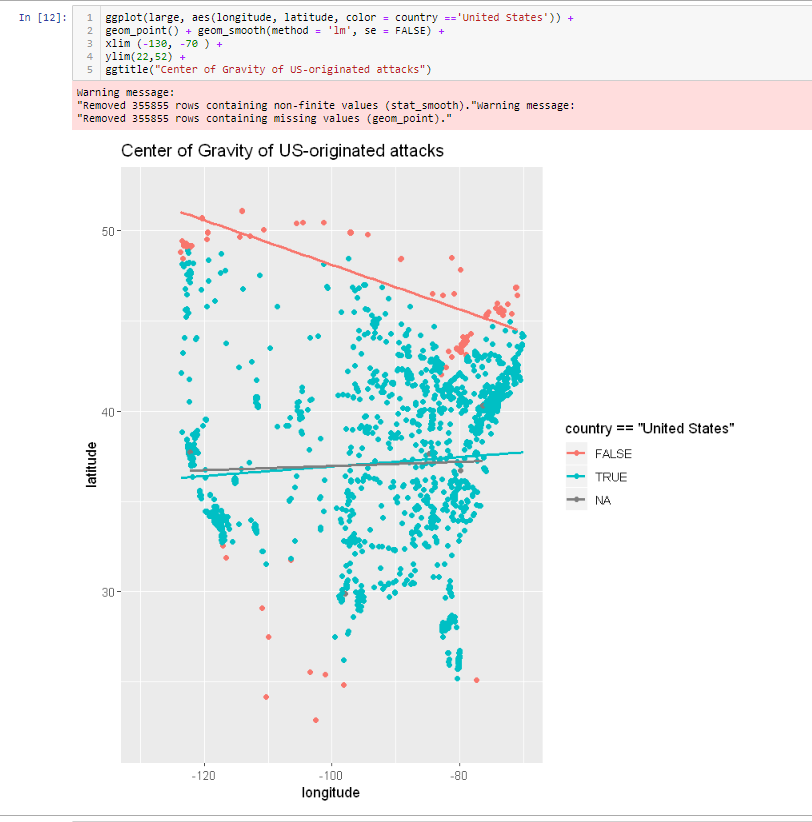 In [12]:
1 ggplot(large, aes(longitude, latitude, color = country =='United States')) +
2 geom_point() + geom_smooth(method = 'lm', se = FALSE) +
3 xlim (-130, -70 ) +
4 ylim(22,52) +
5 ggtitle("Center of Gravity of US-originated attacks")
Warning message:
"Removed 355855 rows containing non-finite values (stat_smooth)."Warning message:
"Removed 355855 rows containing missing values (geom_point)."
Center of Gravity of US-originated attacks
50
40
30
latitude
-120 -100 -80
longitude
country == "United States"
FALSE
TRUE
NA